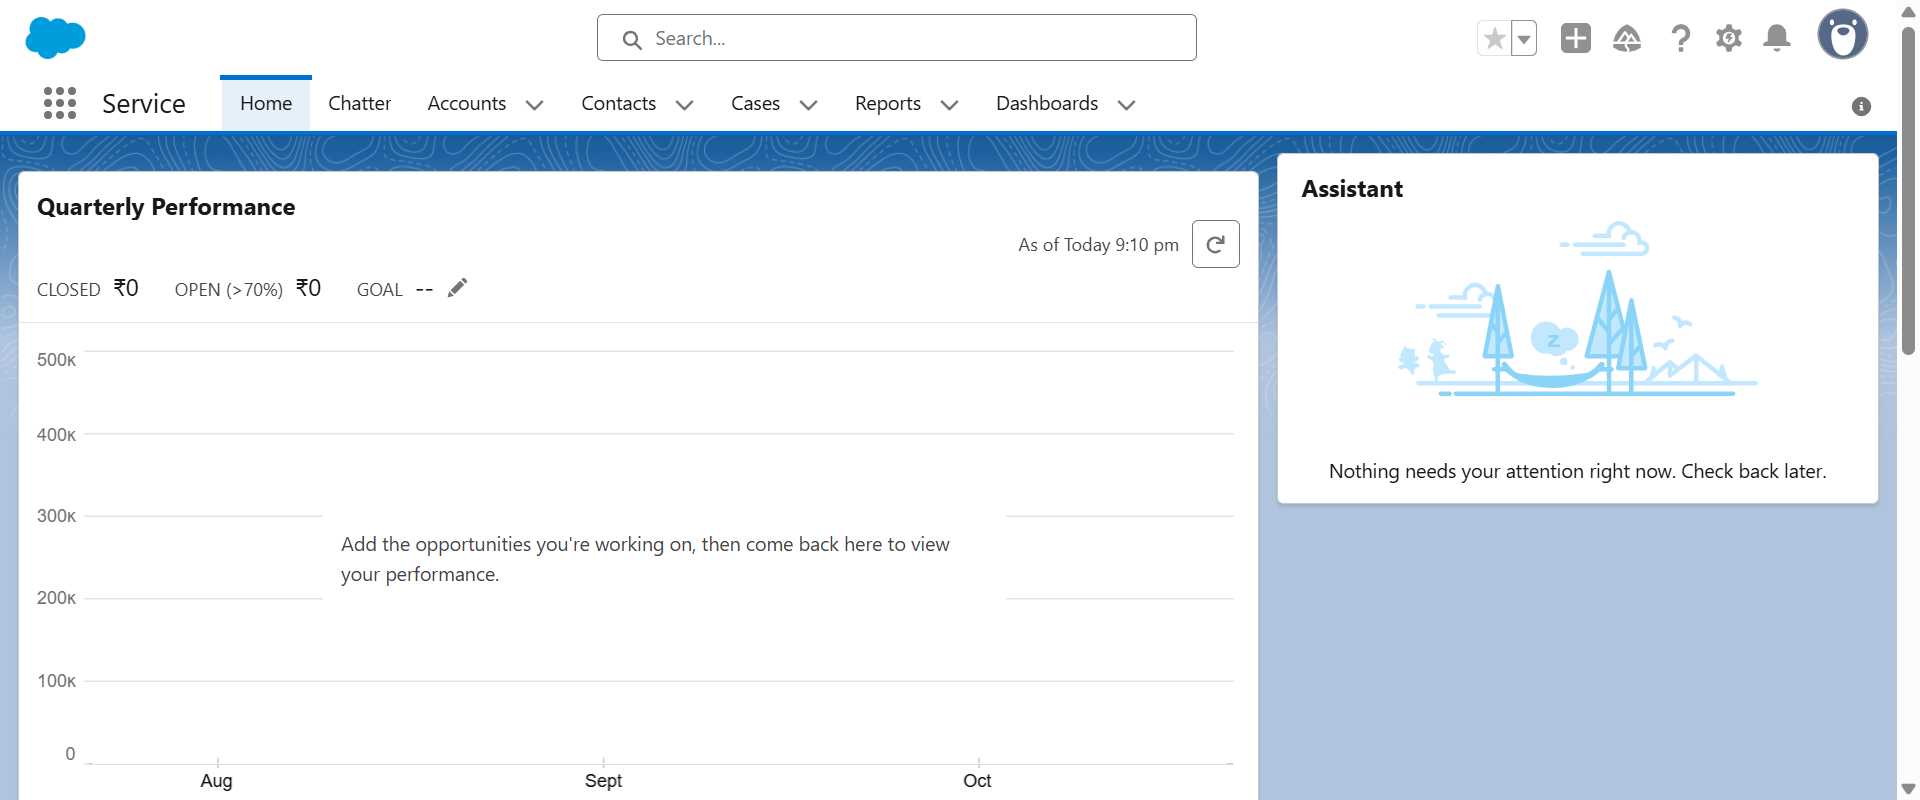 Search...
Service
Home
Chatter
Accounts
Contacts
Cases
Reports
Dashboards
Quarterly Performance
As of Today 9:10 pm
CLOSED ₹0 OPEN (>70%) ₹0 GOAL --
500K
400K
300K
200K
100K
0
Add the opportunities you're working on, then come back here to view
your performance.
Aug
Sept
Oct
Assistant
z
Nothing needs your attention right now. Check back later.